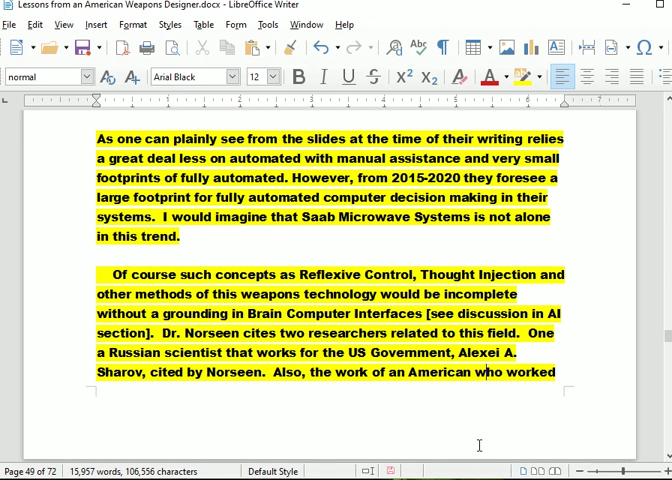 Lessons from an American Weapons Designer.docx - LibreOffice Writer
File Edit View Insert Format Styles Table Form Tools Window Help
normal Arial Black 12
1 2 3 4 5 6 7
As one can plainly see from the slides at the time of their writing relies
a great deal less on automated with manual assistance and very small
footprints of fully automated. However, from 2015-2020 they foresee a
large footprint for fully automated computer decision making in their
systems. I would imagine that Saab Microwave Systems is not alone
in this trend.
Of course such concepts as Reflexive Control, Thought Injection and
other methods of this weapons technology would be incomplete
without a grounding in Brain Computer Interfaces [see discussion in AI
section]. Dr. Norseen cites two researchers related to this field. One
a Russian scientist that works for the US Government, Alexei A.
Sharov, cited by Norseen. Also, the work of an American who worked
Page 49 of 72 15,957 words, 106,556 characters Default Style